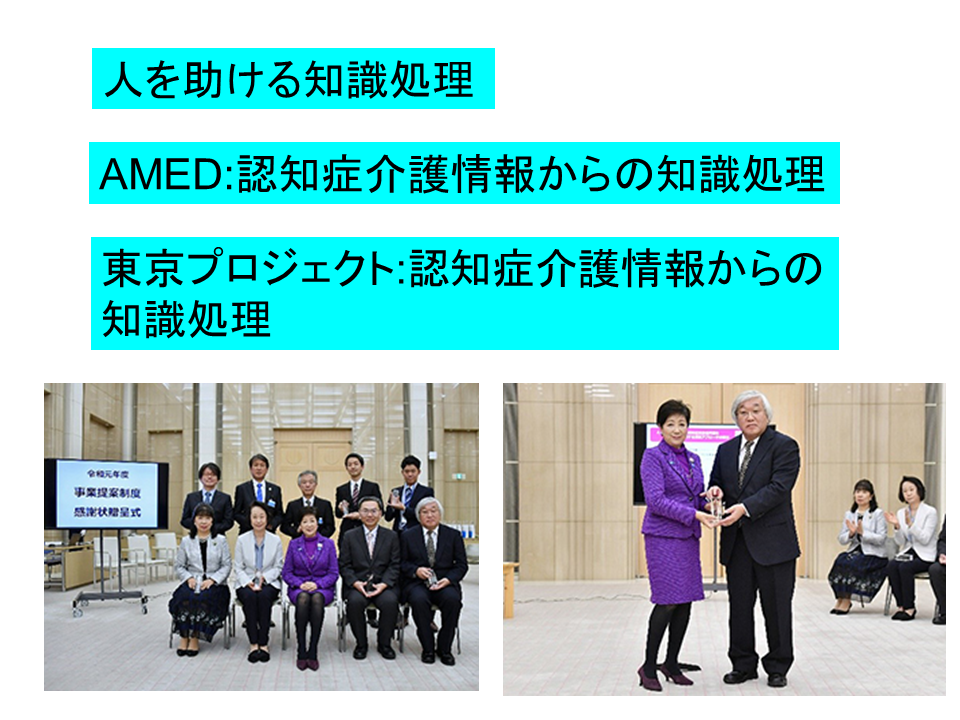 人を助ける知識処理
AMED:認知症介護情報からの知識処理
東京プロジェクト:認知症介護情報からの
知識処理
令和元年度
事業提案制度
感謝状贈呈式